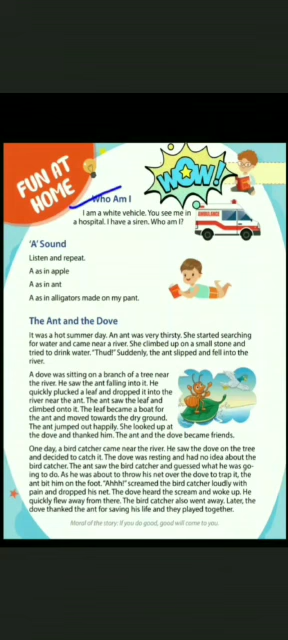 FUN AT
HOME
WOW!
Who Am I
I am a white vehicle. You see me in
a hospital. I have a siren. Who am I?
AMBULANCE
'A' Sound
Listen and repeat.
A as in apple
A as in ant
A as in alligators made on my pant.
The Ant and the Dove
It was a hot summer day. An ant was very thirsty. She started searching
for water and came near a river. She climbed up on a small stone and
tried to drink water. "Thud!" Suddenly, the ant slipped and fell into the
river.
A dove was sitting on a branch of a tree near
the river. He saw the ant falling into it. He
quickly plucked a leaf and dropped it into the
river near the ant. The ant saw the leaf and
climbed onto it. The leaf became a boat for
the ant and moved towards the dry ground.
The ant jumped out happily. She looked up at
the dove and thanked him. The ant and the dove became friends.
One day, a bird catcher came near the river. He saw the dove on the tree
and decided to catch it. The dove was resting and had no idea about the
bird catcher. The ant saw the bird catcher and guessed what he was go-
ing to do. As he was about to throw his net over the dove to trap it, the
ant bit him on the foot. "Ahhh!" screamed the bird catcher loudly with
pain and dropped his net. The dove heard the scream and woke up. He
quickly flew away from there. The bird catcher also went away. Later, the
dove thanked the ant for saving his life and they played together.
Moral of the story: If you do good, good will come to you.